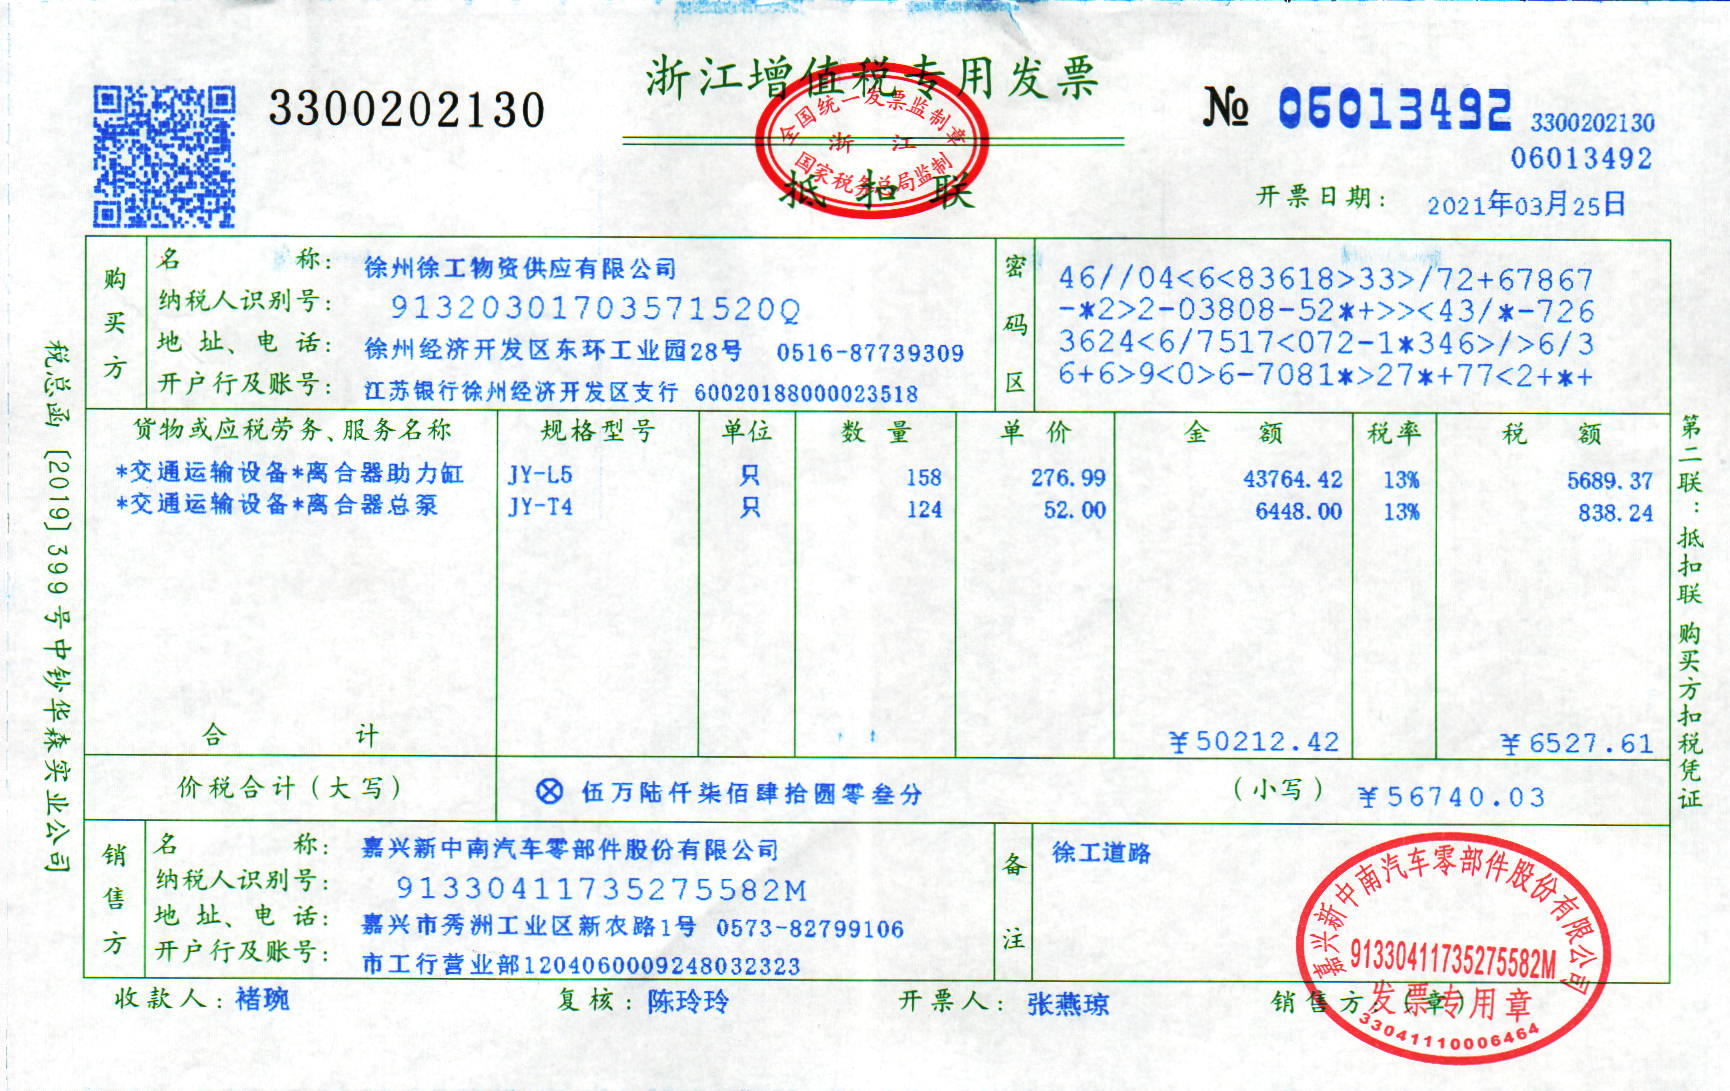 浙江增值税专用发票
3300202130
№ 06013492 3300202130
06013492
全国统一发票监制章
浙 江
国家税务总局监制
抵扣联
开票日期: 2021年03月25日
购买方
名 称: 徐州徐工物资供应有限公司
纳税人识别号: 91320301703571520Q
地 址、电 话: 徐州经济开发区东环工业园28号 0516-87739309
开户行及账号: 江苏银行徐州经济开发区支行 60020188000023518
密码区
46//04<6<83618>33>/72+67867
-*2>2-03808-52*+>><43/*-726
3624<6/7517<072-1*346>/>6/3
6+6>9<0>6-7081*>27*+77<2+*+
货物或应税劳务、服务名称 规格型号 单位 数 量 单 价 金 额 税率 税 额
*交通运输设备*离合器助力缸 JY-L5 只 158 276.99 43764.42 13% 5689.37
*交通运输设备*离合器总泵 JY-T4 只 124 52.00 6448.00 13% 838.24
合 计 ¥50212.42 ¥6527.61
价税合计(大写) ⊗ 伍万陆仟柒佰肆拾圆零叁分 (小写) ¥56740.03
销售方
名 称: 嘉兴新中南汽车零部件股份有限公司
纳税人识别号: 91330411735275582M
地 址、电 话: 嘉兴市秀洲工业区新农路1号 0573-82799106
开户行及账号: 市工行营业部1204060009248032323
备注
徐工道路
收款人: 褚琬 复核: 陈玲玲 开票人: 张燕琼 销售方: (章)
嘉兴新中南汽车零部件股份有限公司
91330411735275582M
发票专用章
33041110006464
税总函[2019]399号中钞华森实业公司
第二联:抵扣联 购买方扣税凭证